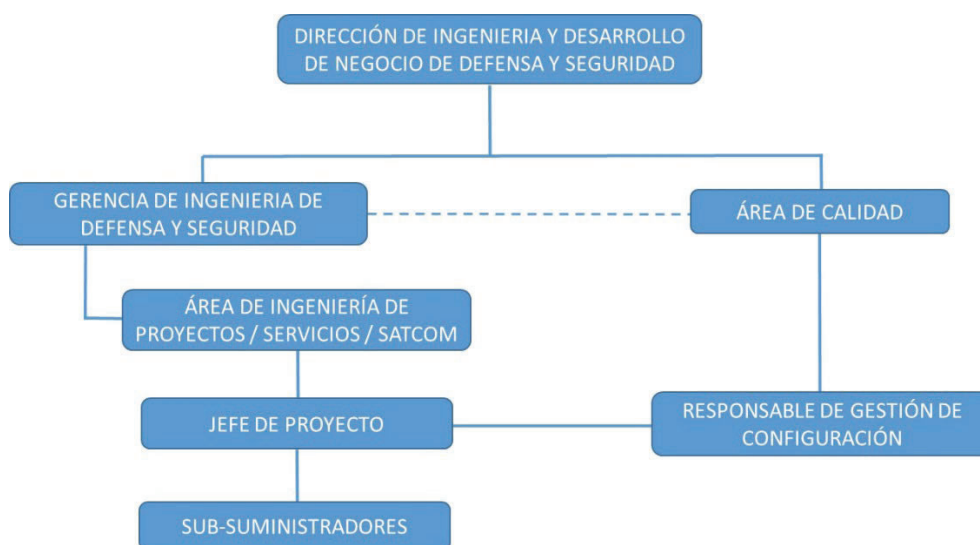 DIRECCIÓN DE INGENIERIA Y DESARROLLO
DE NEGOCIO DE DEFENSA Y SEGURIDAD
GERENCIA DE INGENIERIA DE
DEFENSA Y SEGURIDAD
ÁREA DE CALIDAD
ÁREA DE INGENIERÍA DE
PROYECTOS / SERVICIOS / SATCOM
JEFE DE PROYECTO
RESPONSABLE DE GESTIÓN DE
CONFIGURACIÓN
SUB-SUMINISTRADORES